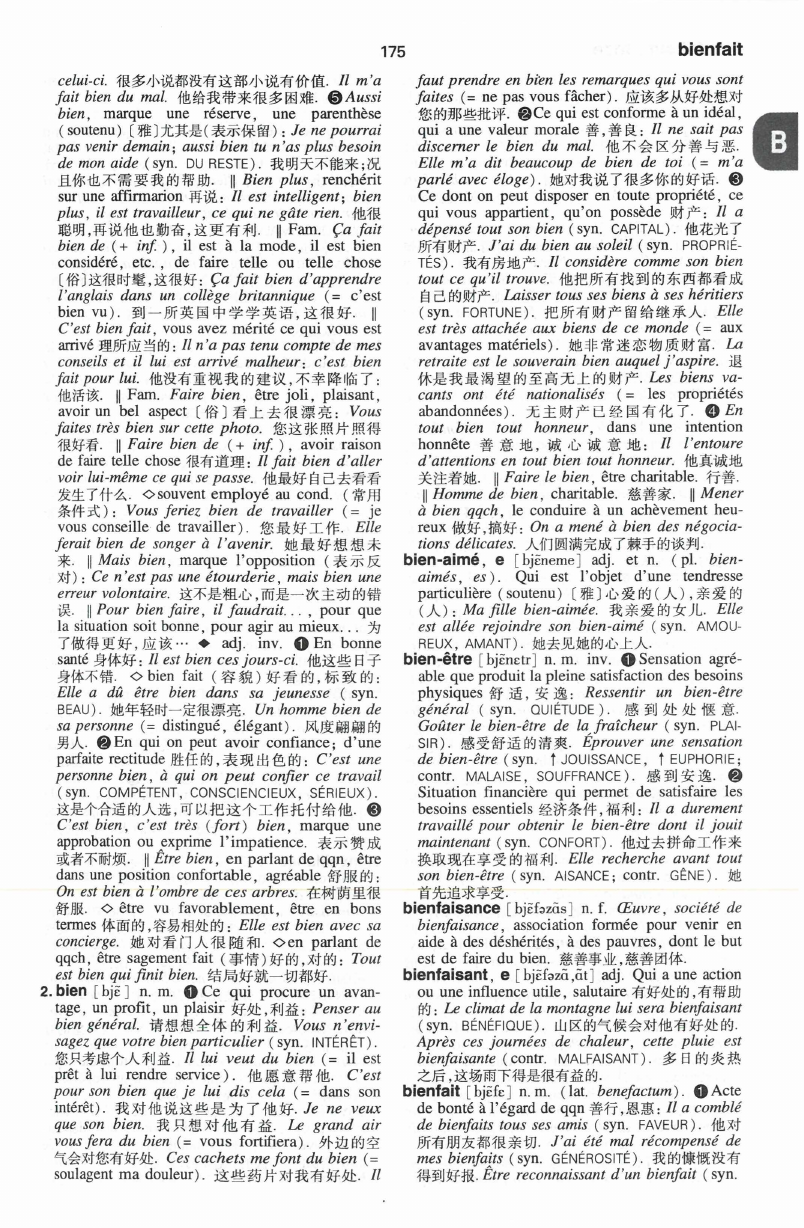 175
bienfait
celui-ci. 很多小说都没有这部小说有价值. Il m'a
fait bien du mal. 他给我带来很多困难. ❺Aussi
bien, marque une réserve, une parenthèse
(soutenu) [雅]尤其是(表示保留): Je ne pourrai
pas venir demain; aussi bien tu n'as plus besoin
de mon aide (syn. DU RESTE). 我明天不能来;况
且你也不需要我的帮助. ‖ Bien plus, renchérit
sur une affirmarion 再说: Il est intelligent; bien
plus, il est travailleur, ce qui ne gâte rien. 他很
聪明,再说他也勤奋,这更有利. ‖ Fam. Ça fait
bien de (+ inf.), il est à la mode, il est bien
considéré, etc., de faire telle ou telle chose
[俗]这很时髦,这很好: Ça fait bien d'apprendre
l'anglais dans un collège britannique (= c'est
bien vu). 到一所英国中学学英语,这很好. ‖
C'est bien fait, vous avez mérité ce qui vous est
arrivé 理所应当的: Il n'a pas tenu compte de mes
conseils et il lui est arrivé malheur; c'est bien
fait pour lui. 他没有重视我的建议,不幸降临了;
他活该. ‖ Fam. Faire bien, être joli, plaisant,
avoir un bel aspect [俗]看上去很漂亮: Vous
faites très bien sur cette photo. 您这张照片照得
很好看. ‖ Faire bien de (+ inf.), avoir raison
de faire telle chose 很有道理: Il fait bien d'aller
voir lui-même ce qui se passe. 他最好自己去看看
发生了什么. ◇souvent employé au cond. (常用
条件式): Vous feriez bien de travailler (= je
vous conseille de travailler). 您最好工作. Elle
ferait bien de songer à l'avenir. 她最好想想未
来. ‖ Mais bien, marque l'opposition (表示反
对): Ce n'est pas une étourderie, mais bien une
erreur volontaire. 这不是粗心,而是一次主动的错
误. ‖ Pour bien faire, il faudrait..., pour que
la situation soit bonne, pour agir au mieux... 为
了做得更好,应该… ◆ adj. inv. ❶ En bonne
santé 身体好: Il est bien ces jours-ci. 他这些日子
身体不错. ◇ bien fait (容貌)好看的,标致的:
Elle a dû être bien dans sa jeunesse (syn.
BEAU). 她年轻时一定很漂亮. Un homme bien de
sa personne (= distingué, élégant). 风度翩翩的
男人. ❷En qui on peut avoir confiance; d'une
parfaite rectitude 胜任的,表现出色的: C'est une
personne bien, à qui on peut confier ce travail
(syn. COMPÉTENT, CONSCIENCIEUX, SÉRIEUX).
这是个合适的人选,可以把这个工作托付给他. ❸
C'est bien, c'est très (fort) bien, marque une
approbation ou exprime l'impatience. 表示赞成
或者不耐烦. ‖ Être bien, en parlant de qqn, être
dans une position confortable, agréable 舒服的:
On est bien à l'ombre de ces arbres. 在树荫里很
舒服. ◇ être vu favorablement, être en bons
termes 体面的,容易相处的: Elle est bien avec sa
concierge. 她对看门人很随和. ◇en parlant de
qqch, être sagement fait (事情)好的,对的: Tout
est bien qui finit bien. 结局好就一切都好.
2. bien [bjɛ̃] n. m. ❶ Ce qui procure un avan-
tage, un profit, un plaisir 好处,利益: Penser au
bien général. 请想想全体的利益. Vous n'envi-
sagez que votre bien particulier (syn. INTÉRÊT).
您只考虑个人利益. Il lui veut du bien (= il est
prêt à lui rendre service). 他愿意帮他. C'est
pour son bien que je lui dis cela (= dans son
intérêt). 我对他说这些是为了他好. Je ne veux
que son bien. 我只想对他有益. Le grand air
vous fera du bien (= vous fortifiera). 外边的空
气会对您有好处. Ces cachets me font du bien (=
soulagent ma douleur). 这些药片对我有好处. Il
faut prendre en bien les remarques qui vous sont
faites (= ne pas vous fâcher). 应该多从好处想对
您的那些批评. ❷Ce qui est conforme à un idéal,
qui a une valeur morale 善,善良: Il ne sait pas
discerner le bien du mal. 他不会区分善与恶.
Elle m'a dit beaucoup de bien de toi (= m'a
parlé avec éloge). 她对我说了很多你的好话. ❸
Ce dont on peut disposer en toute propriété, ce
qui vous appartient, qu'on possède 财产: Il a
dépensé tout son bien (syn. CAPITAL). 他花光了
所有财产. J'ai du bien au soleil (syn. PROPRIÉ-
TÉS). 我有房地产. Il considère comme son bien
tout ce qu'il trouve. 他把所有找到的东西都看成
自己的财产. Laisser tous ses biens à ses héritiers
(syn. FORTUNE). 把所有财产留给继承人. Elle
est très attachée aux biens de ce monde (= aux
avantages matériels). 她非常迷恋物质财富. La
retraite est le souverain bien auquel j'aspire. 退
休是我最渴望的至高无上的财产. Les biens va-
cants ont été nationalisés (= les propriétés
abandonnées). 无主财产已经国有化了. ❹ En
tout bien tout honneur, dans une intention
honnête 善意地,诚心诚意地: Il l'entoure
d'attentions en tout bien tout honneur. 他真诚地
关注着她. ‖ Faire le bien, être charitable. 行善.
‖ Homme de bien, charitable. 慈善家. ‖ Mener
à bien qqch, le conduire à un achèvement heu-
reux 做好,搞好: On a mené à bien des négocia-
tions délicates. 人们圆满完成了棘手的谈判.
bien-aimé, e [bjɛ̃neme] adj. et n. (pl. bien-
aimés, es). Qui est l'objet d'une tendresse
particulière (soutenu) [雅]心爱的(人),亲爱的
(人): Ma fille bien-aimée. 我亲爱的女儿. Elle
est allée rejoindre son bien-aimé (syn. AMOU-
REUX, AMANT). 她去见她的心上人.
bien-être [bjɛ̃nɛtr] n. m. inv. ❶Sensation agré-
able que produit la pleine satisfaction des besoins
physiques 舒适,安逸: Ressentir un bien-être
général (syn. QUIÉTUDE). 感到处处惬意.
Goûter le bien-être de la fraîcheur (syn. PLAI-
SIR). 感受舒适的清爽. Éprouver une sensation
de bien-être (syn. ↑JOUISSANCE, ↑EUPHORIE;
contr. MALAISE, SOUFFRANCE). 感到安逸. ❷
Situation financière qui permet de satisfaire les
besoins essentiels 经济条件,福利: Il a durement
travaillé pour obtenir le bien-être dont il jouit
maintenant (syn. CONFORT). 他过去拼命工作来
换取现在享受的福利. Elle recherche avant tout
son bien-être (syn. AISANCE; contr. GÊNE). 她
首先追求享受.
bienfaisance [bjɛ̃fəzɑ̃s] n. f. Œuvre, société de
bienfaisance, association formée pour venir en
aide à des déshérités, à des pauvres, dont le but
est de faire du bien. 慈善事业,慈善团体.
bienfaisant, e [bjɛ̃fəzɑ̃,ɑ̃t] adj. Qui a une action
ou une influence utile, salutaire 有好处的,有帮助
的: Le climat de la montagne lui sera bienfaisant
(syn. BÉNÉFIQUE). 山区的气候会对他有好处的.
Après ces journées de chaleur, cette pluie est
bienfaisante (contr. MALFAISANT). 多日的炎热
之后,这场雨下得是很有益的.
bienfait [bjɛ̃fɛ] n. m. (lat. benefactum). ❶Acte
de bonté à l'égard de qqn 善行,恩惠: Il a comblé
de bienfaits tous ses amis (syn. FAVEUR). 他对
所有朋友都很亲切. J'ai été mal récompensé de
mes bienfaits (syn. GÉNÉROSITÉ). 我的慷慨没有
得到好报. Être reconnaissant d'un bienfait (syn.
B